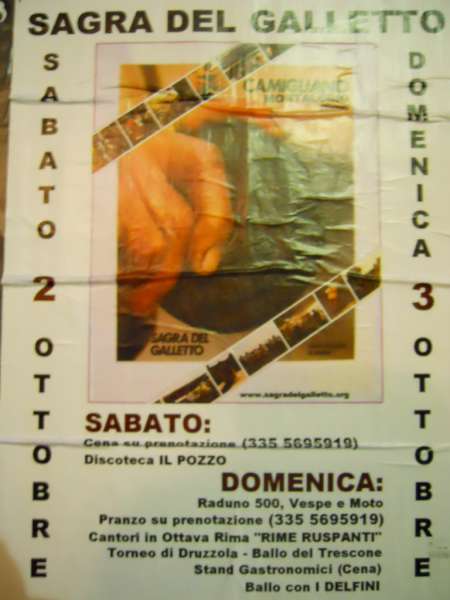 SAGRA DEL GALLETTO
SABATO 2 OTTOBRE
DOMENICA 3 OTTOBRE
CAMIGLIANO
MONTALCINO
SAGRA DEL
GALLETTO
www.sagradelgalletto.org
SABATO:
Cena su prenotazione (335 5695919)
Discoteca IL POZZO
DOMENICA:
Raduno 500, Vespe e Moto
Pranzo su prenotazione (335 5695919)
Cantori in Ottava Rima "RIME RUSPANTI"
Torneo di Druzzola - Ballo del Trescone
Stand Gastronomici (Cena)
Ballo con I DELFINI